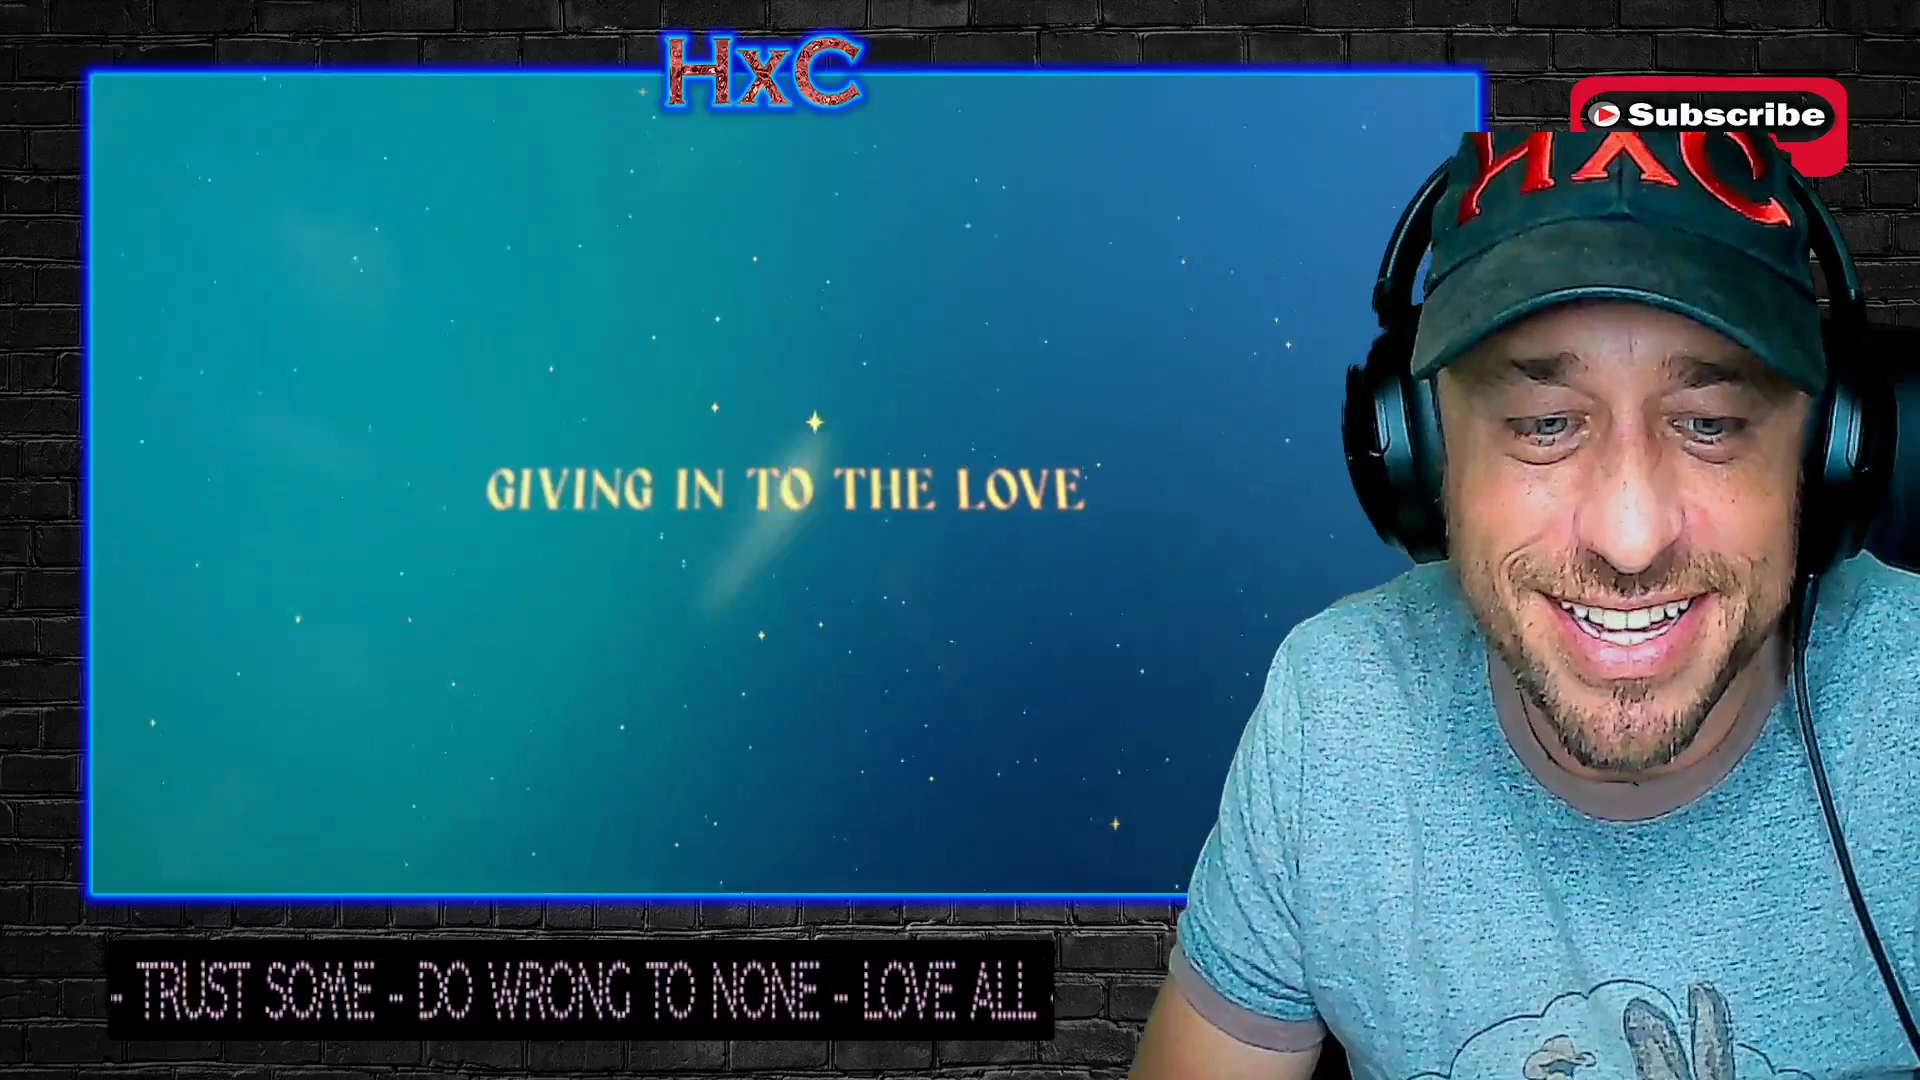 HxC
Subscribe
HxC
GIVING IN TO THE LOVE
- TRUST SOME - DO WRONG TO NONE - LOVE ALL